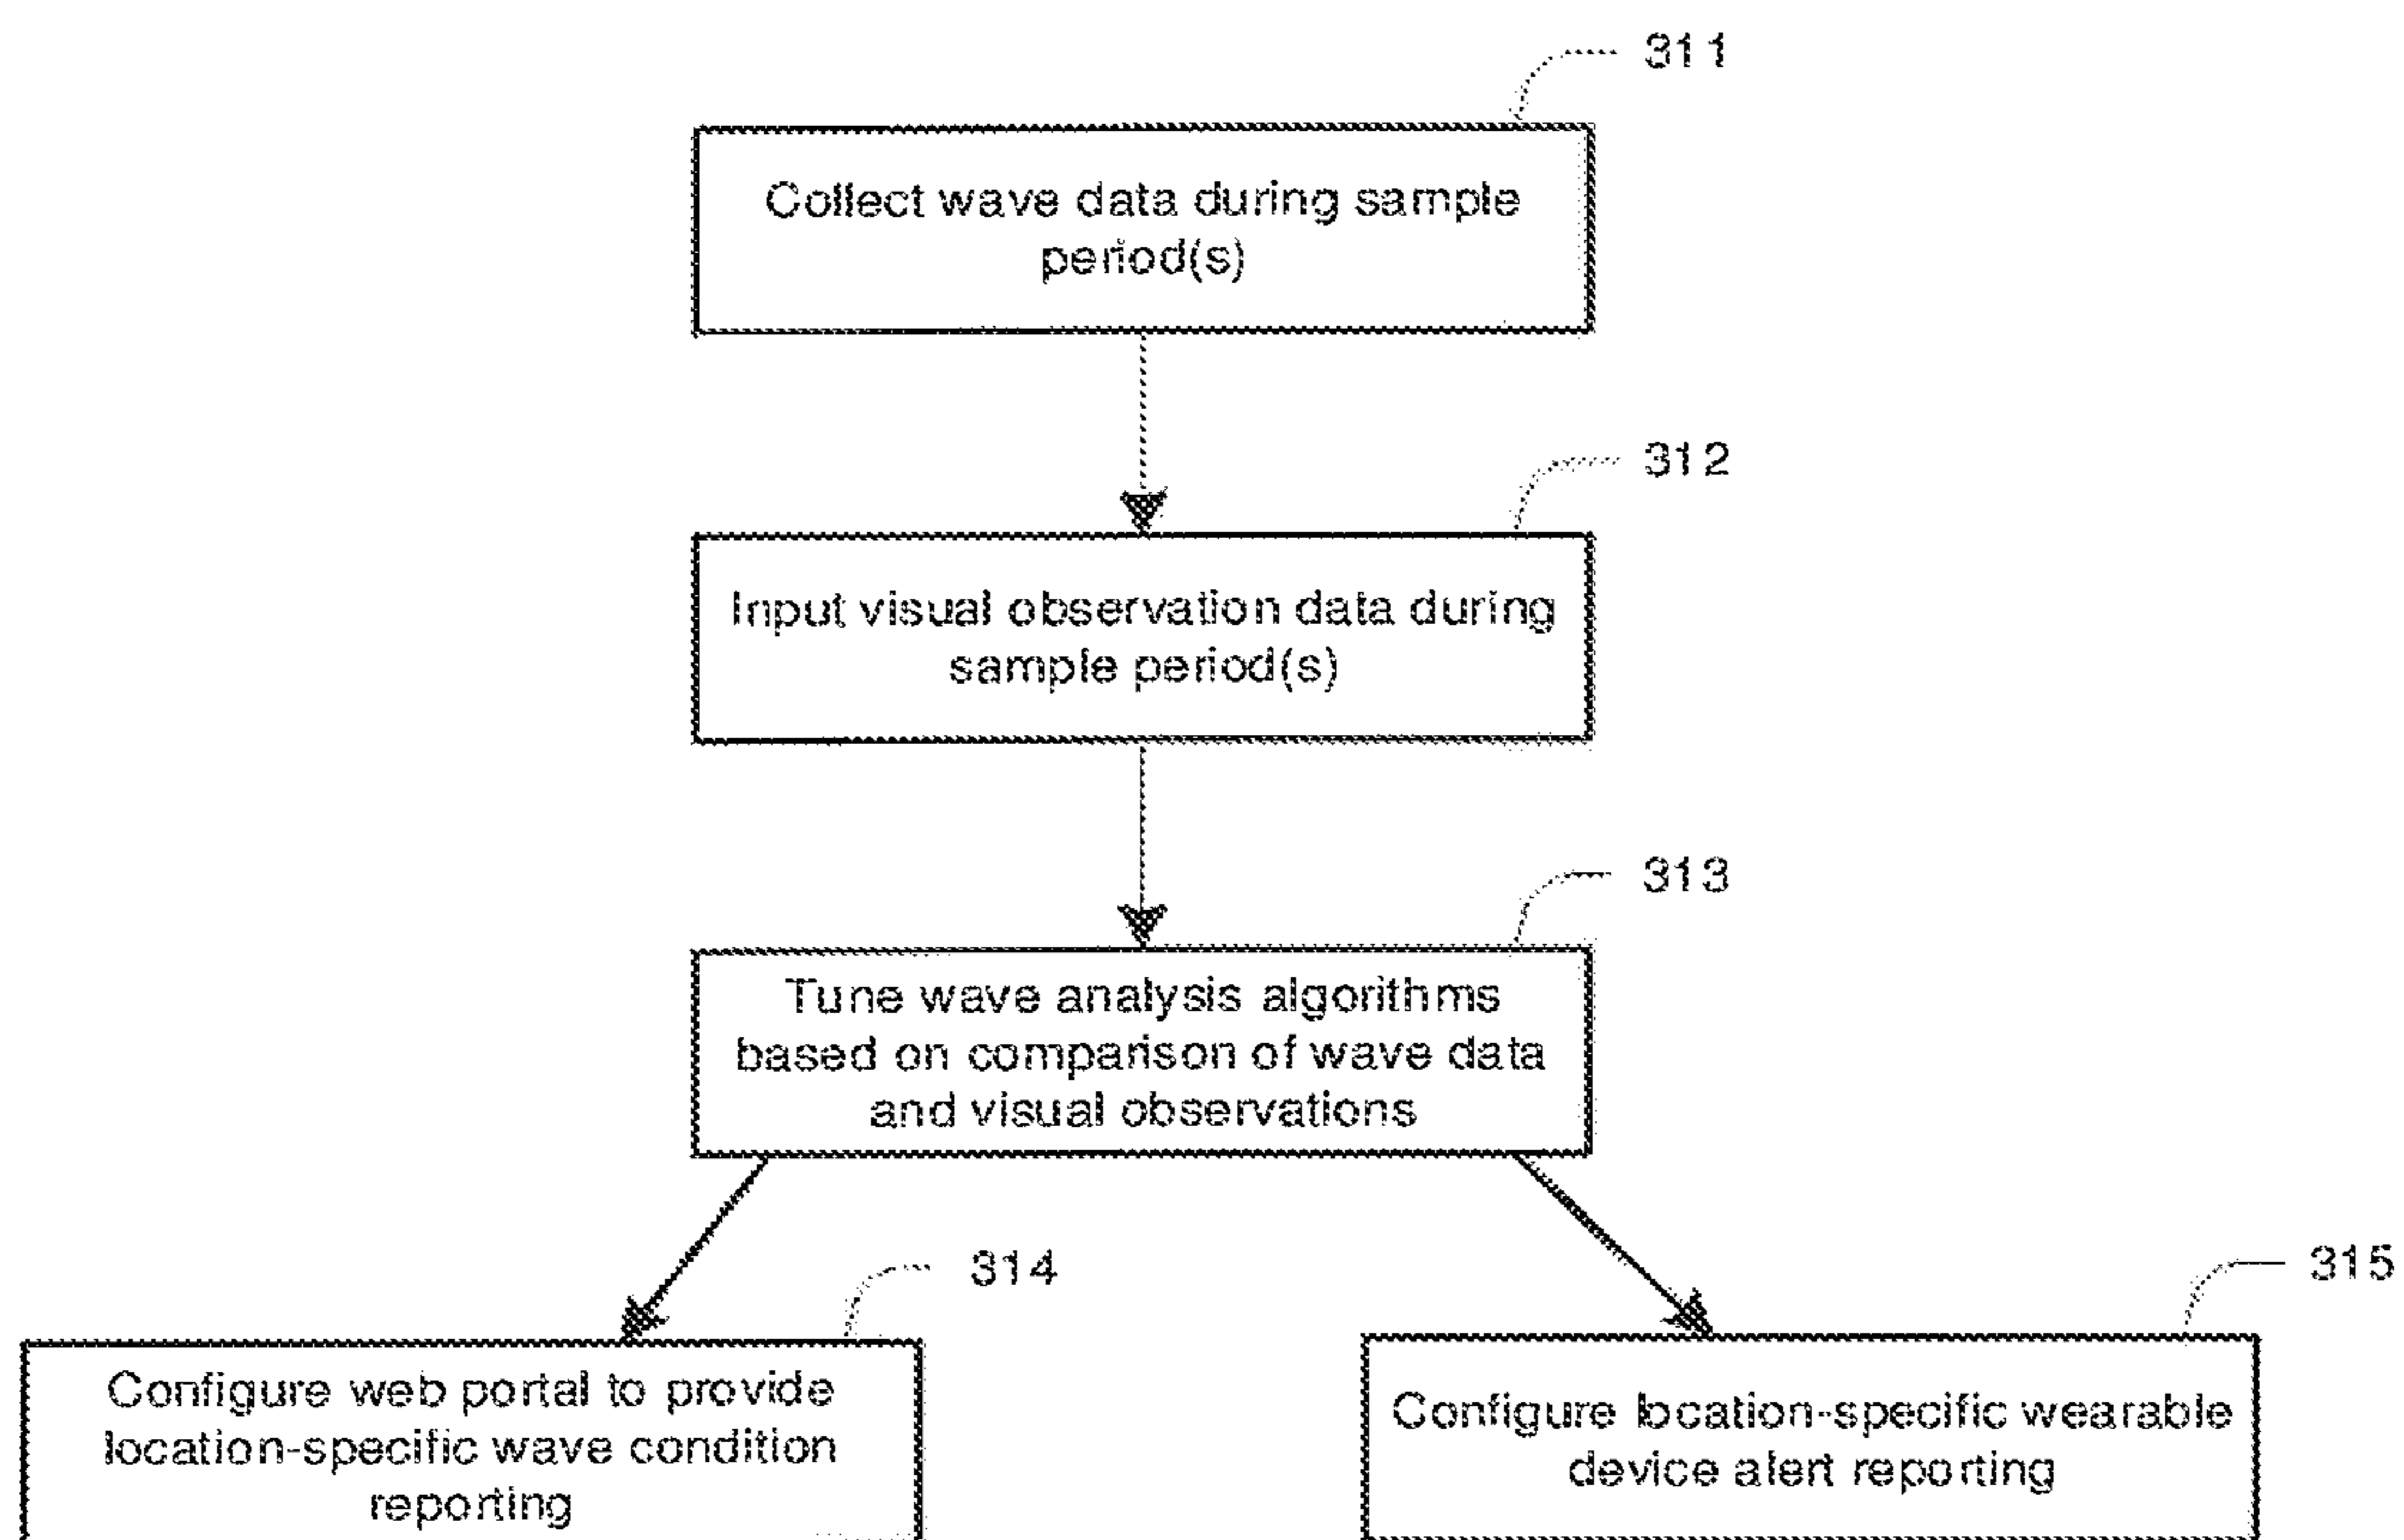 311
Collect wave data during sample
period(s)
312
Input visual observation data during
sample period(s)
313
Tune wave analysis algorithms
based on comparison of wave data
and visual observations
314
Configure web portal to provide
location-specific wave condition
reporting
315
Configure location-specific wearable
device alert reporting